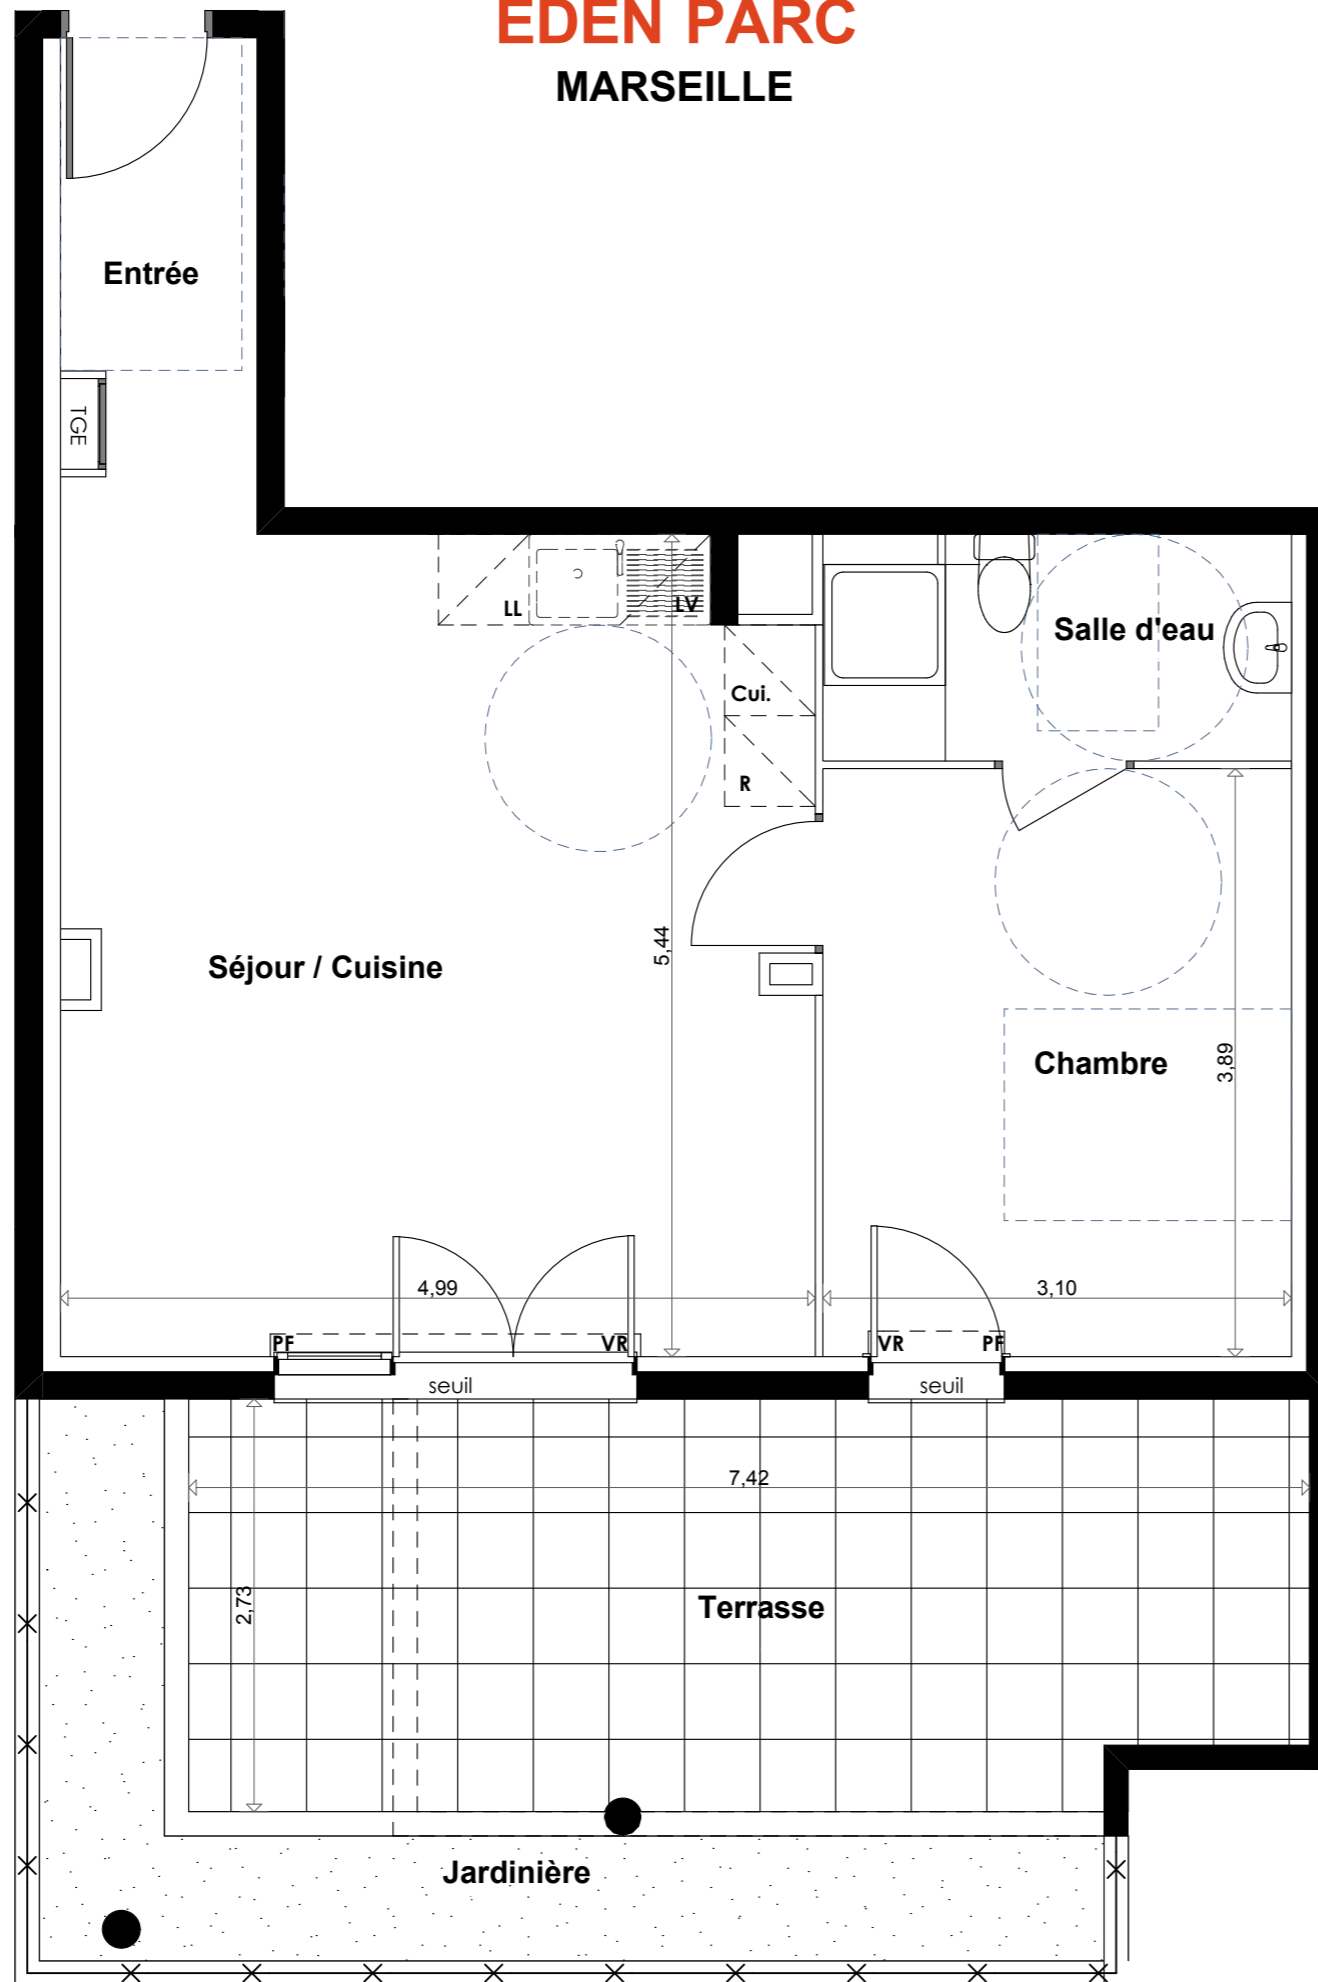 EDEN PARC
MARSEILLE
Entrée
TGE
LL
LV
Salle d'eau
Cui.
R
5,44
Séjour / Cuisine
Chambre
3,89
4,99
3,10
PF
VR
VR
PF
seuil
seuil
7,42
2,73
Terrasse
Jardinière